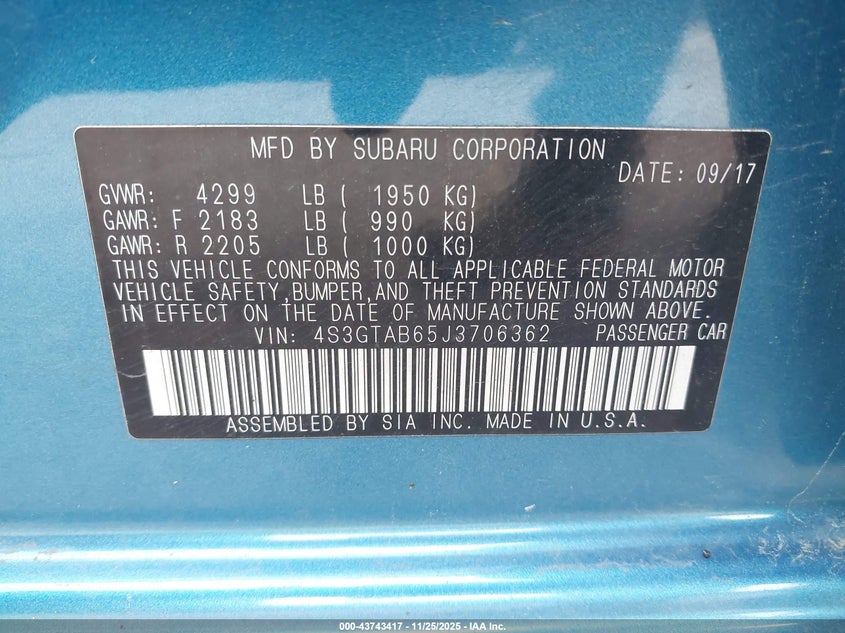 MFD BY SUBARU CORPORATION
DATE: 09/17
GVWR: 4299 LB ( 1950 KG)
GAWR: F 2183 LB ( 990 KG)
GAWR: R 2205 LB ( 1000 KG)
THIS VEHICLE CONFORMS TO ALL APPLICABLE FEDERAL MOTOR
VEHICLE SAFETY,BUMPER,AND THEFT PREVENTION STANDARDS
IN EFFECT ON THE DATE OF MANUFACTURE SHOWN ABOVE.
VIN: 4S3GTAB65J3706362 PASSENGER CAR
ASSEMBLED BY SIA INC. MADE IN U.S.A.
000-43743417 - 11/25/2025 - IAA Inc.